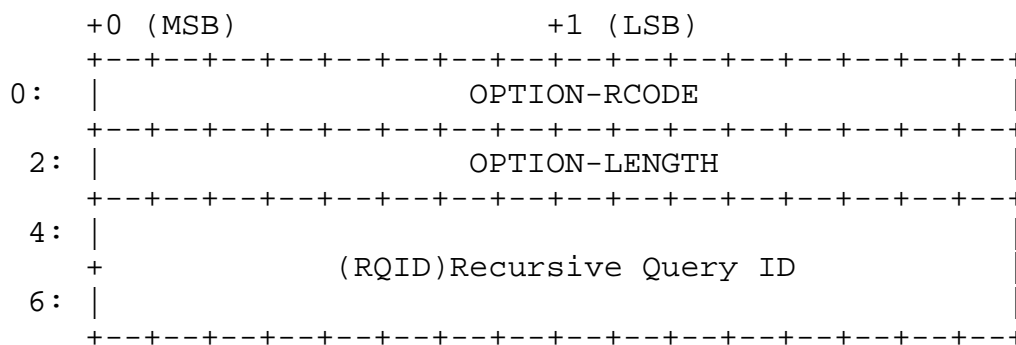 +0 (MSB) +1 (LSB)
+--+--+--+--+--+--+--+--+--+--+--+--+--+--+--+--+
0: | OPTION-RCODE |
+--+--+--+--+--+--+--+--+--+--+--+--+--+--+--+--+
2: | OPTION-LENGTH |
+--+--+--+--+--+--+--+--+--+--+--+--+--+--+--+--+
4: | |
+ (RQID)Recursive Query ID |
6: | |
+--+--+--+--+--+--+--+--+--+--+--+--+--+--+--+--+